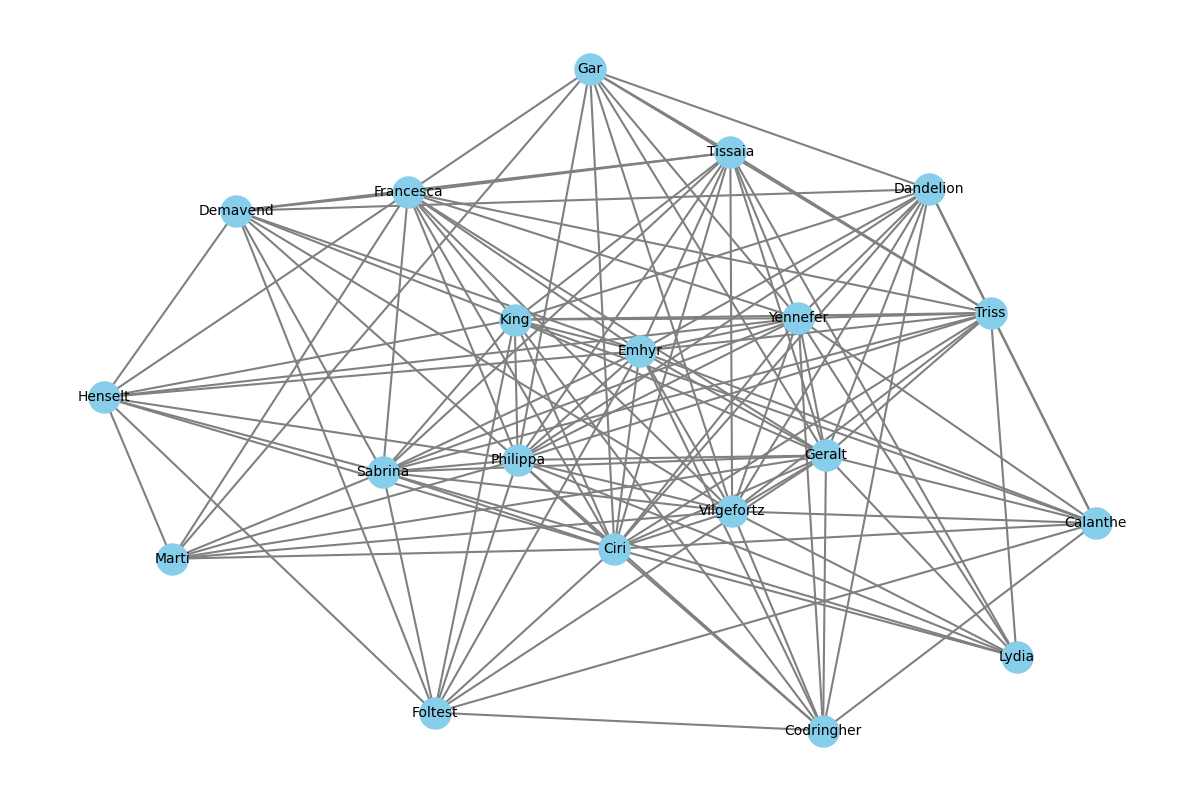 Gar
Tissaia
Dandelion
Francesca
Demavend
Triss
Yennefer
King
Emhyr
Henselt
Geralt
Philippa
Sabrina
Vilgefortz
Calanthe
Ciri
Marti
Lydia
Foltest
Codringher